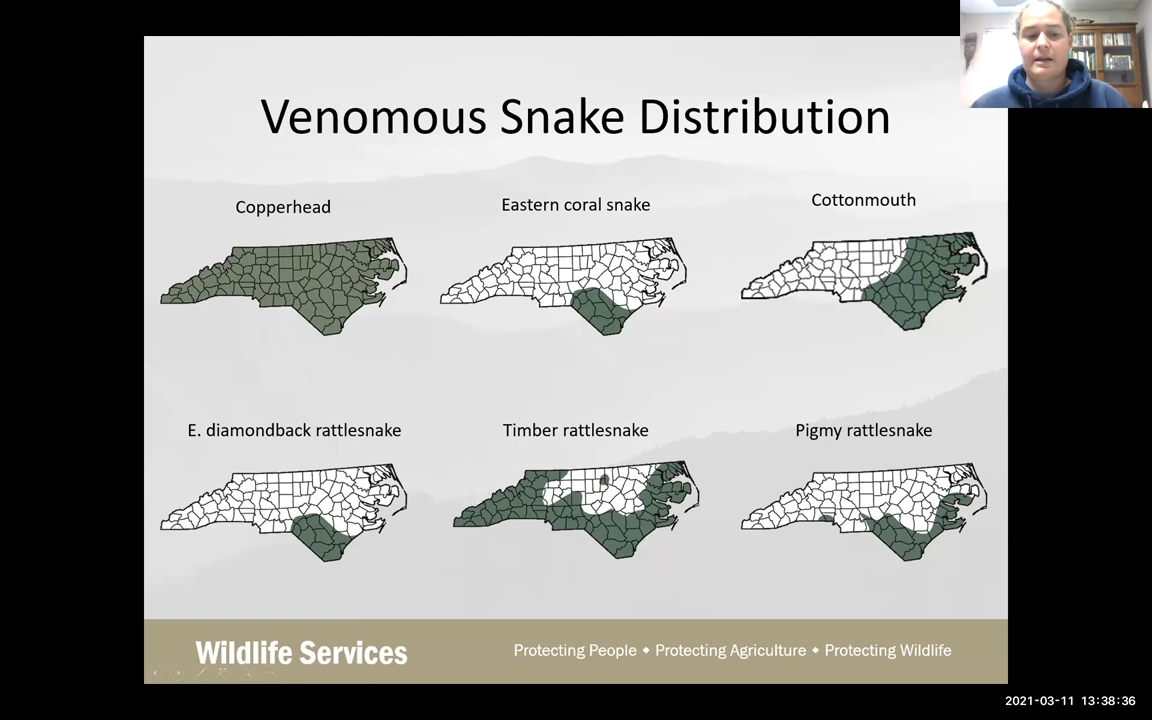 Venomous Snake Distribution
Copperhead
Eastern coral snake
Cottonmouth
E. diamondback rattlesnake
Timber rattlesnake
Pigmy rattlesnake
Wildlife Services
Protecting People ◆ Protecting Agriculture ◆ Protecting Wildlife
2021-03-11 13:38:36